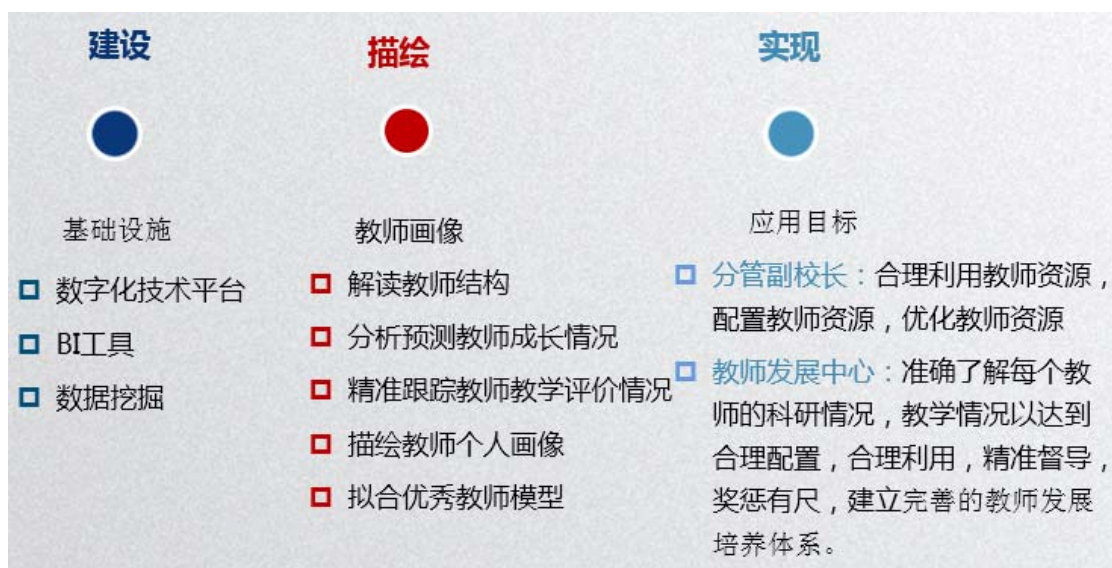 建设
基础设施
数字化技术平台
BI工具
数据挖掘
描绘
教师画像
解读教师结构
分析预测教师成长情况
精准跟踪教师教学评价情况
描绘教师个人画像
拟合优秀教师模型
实现
应用目标
分管副校长：合理利用教师资源，
配置教师资源，优化教师资源
教师发展中心：准确了解每个教
师的科研情况，教学情况以达到
合理配置，合理利用，精准督导，
奖惩有尺，建立完善的教师发展
培养体系。